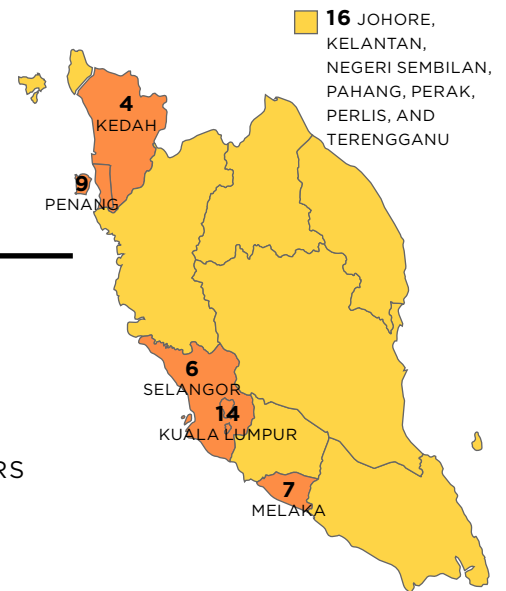 16 JOHORE,
KELANTAN,
NEGERI SEMBILAN,
PAHANG, PERAK,
PERLIS, AND
TERENGGANU
4
KEDAH
9
PENANG
6
SELANGOR
14
KUALA LUMPUR
RS
7
MELAKA